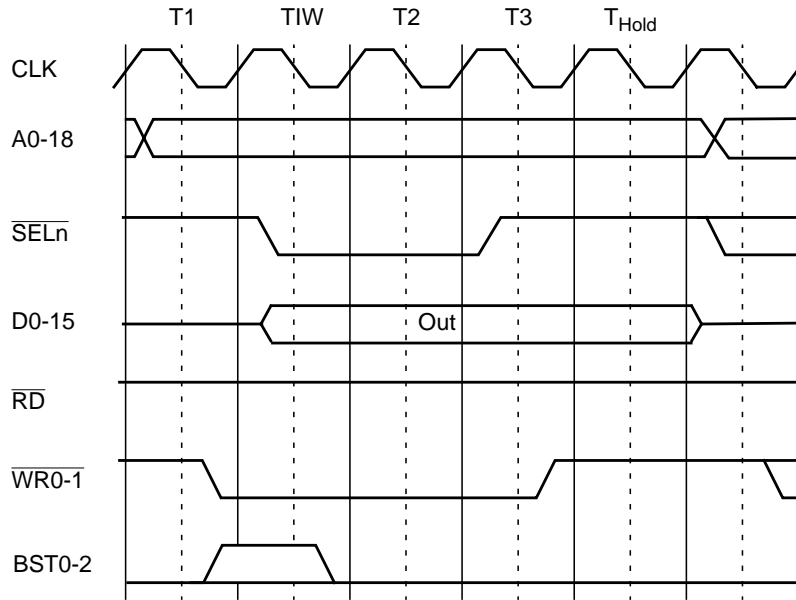 T1 TIW T2 T3 THold
CLK
A0-18
SELn
D0-15
Out
RD
WR0-1
BST0-2